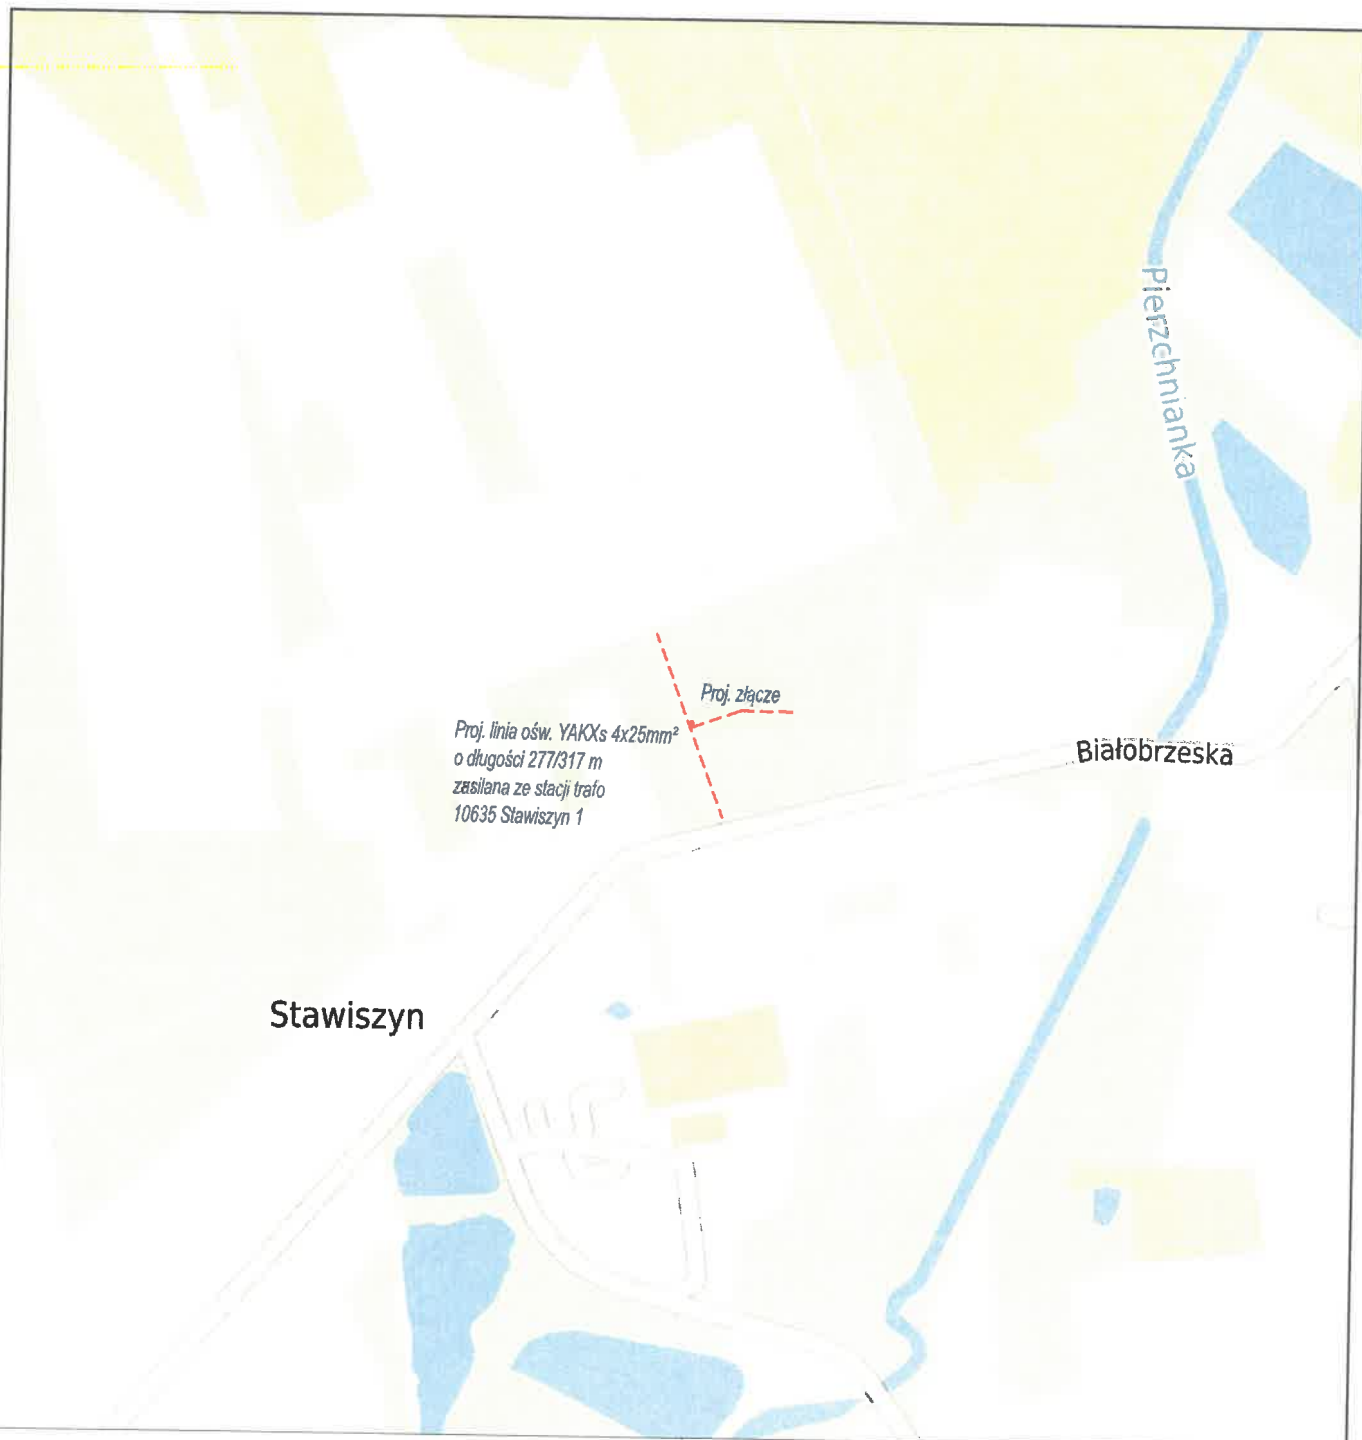 Pierzchnianka
Proj. złącze
Proj. linia ośw. YAKXs 4x25mm²
o długości 277/317 m
zasilana ze stacji trafo
10635 Stawiszyn 1
Białobrzeska
Stawiszyn